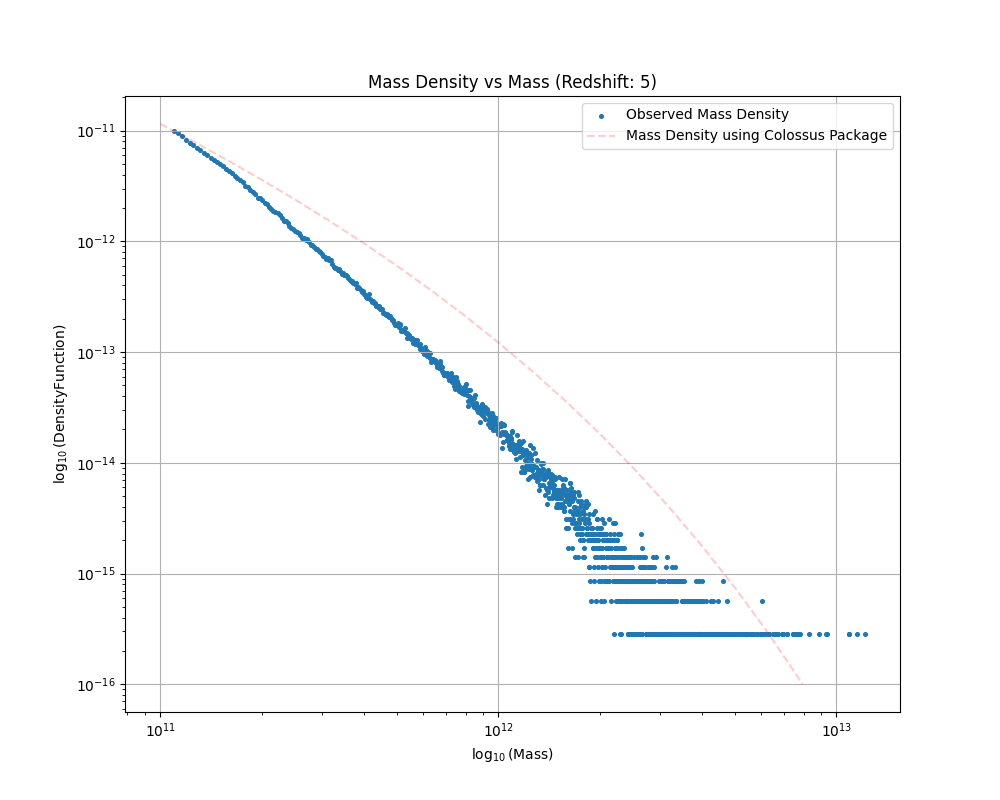 Mass Density vs Mass (Redshift: 5)
Observed Mass Density
Mass Density using Colossus Package
10⁻¹¹
10⁻¹²
10⁻¹³
10⁻¹⁴
10⁻¹⁵
10⁻¹⁶
log₁₀(DensityFunction)
10¹¹
10¹²
10¹³
log₁₀(Mass)